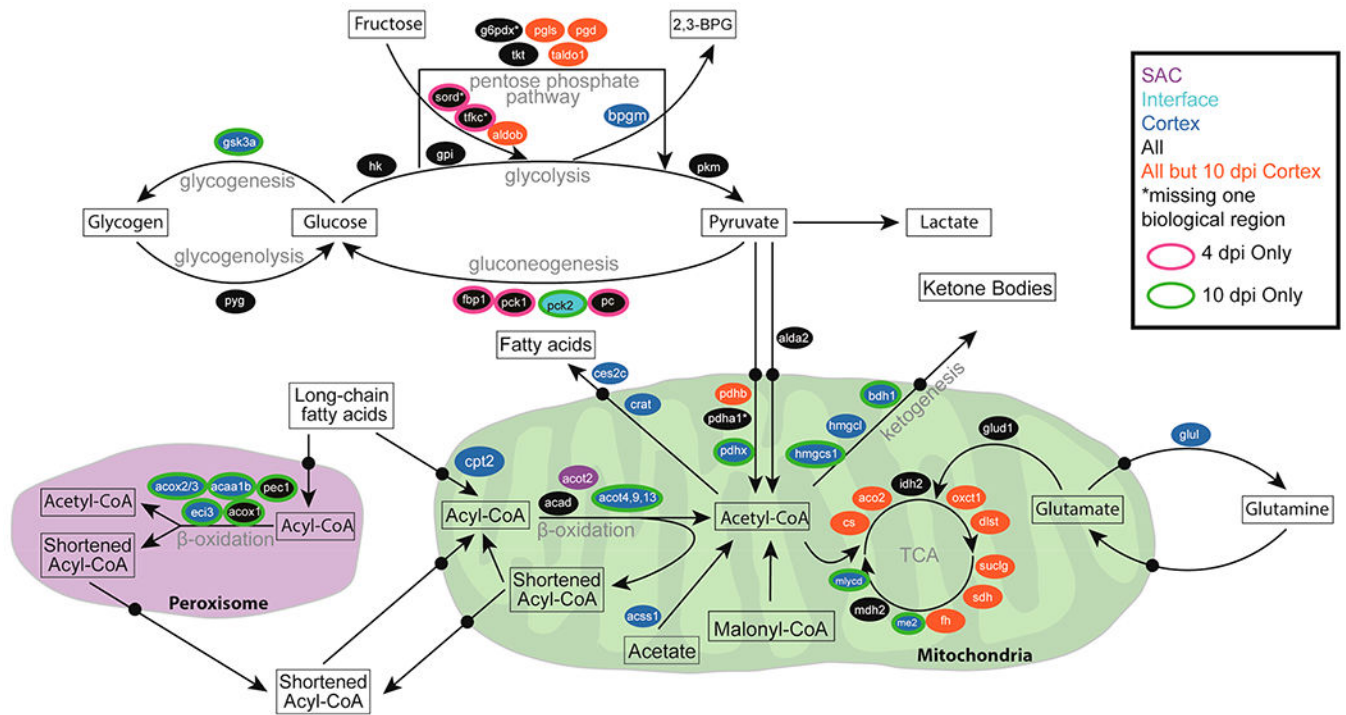 Fructose
g6pdx*
pgls
pgd
2,3-BPG
tkt
taldo1
pentose phosphate
pathway
sord*
tfkc*
aldob
bpgm
gsk3a
hk
gpi
pkm
glycogenesis
glycolysis
Glycogen
Glucose
Pyruvate
Lactate
glycogenolysis
gluconeogenesis
pyg
fbp1
pck1
pck2
pc
Ketone Bodies
SAC
Interface
Cortex
All
All but 10 dpi Cortex
*missing one
biological region
4 dpi Only
10 dpi Only
Fatty acids
alda2
ces2c
crat
pdhb
pdha1*
pdhx
bdh1
hmgcl
hmgcs1
ketogenesis
Long-chain
fatty acids
cpt2
acot2
acad
acot4,9,13
Acyl-CoA
β-oxidation
Acetyl-CoA
acox2/3
acaa1b
pec1
eci3
acox1
Acetyl-CoA
Acyl-CoA
β-oxidation
Shortened
Acyl-CoA
Peroxisome
Shortened
Acyl-CoA
acss1
Acetate
Malonyl-CoA
Shortened
Acyl-CoA
glud1
idh2
aco2
oxct1
cs
dlst
TCA
suclg
mlycd
sdh
mdh2
me2
fh
Mitochondria
Glutamate
glul
Glutamine